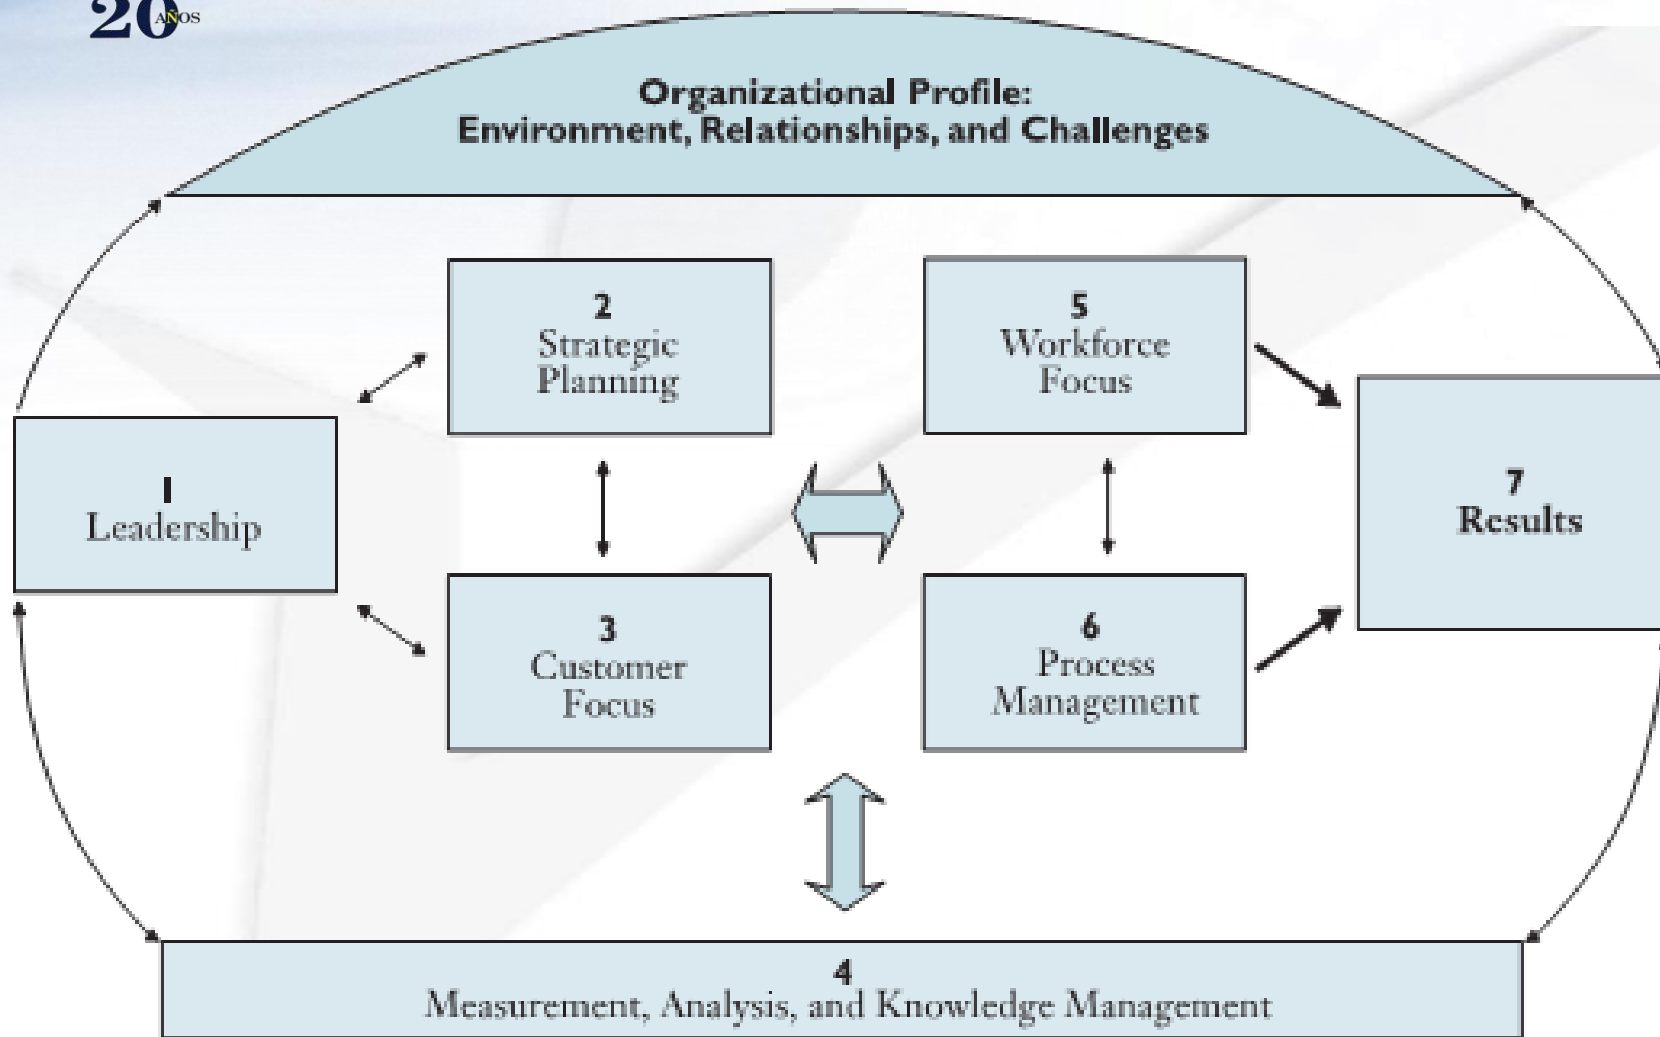 20 AÑOS
Organizational Profile:
Environment, Relationships, and Challenges
2
Strategic
Planning
5
Workforce
Focus
1
Leadership
7
Results
3
Customer
Focus
6
Process
Management
4
Measurement, Analysis, and Knowledge Management